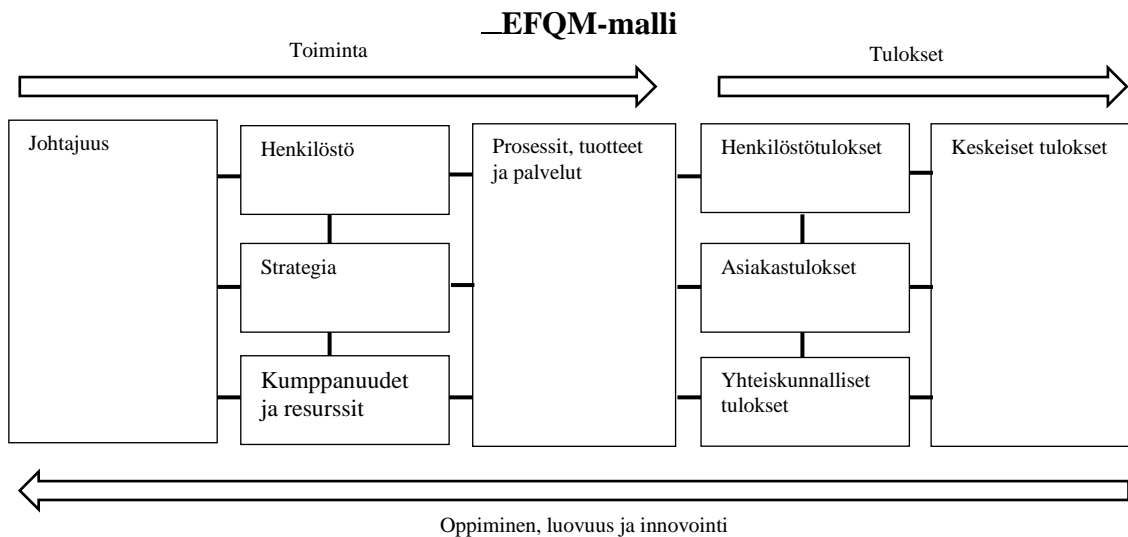 EFQM-malli
Toiminta
Tulokset
Johtajuus
Henkilöstö
Strategia
Kumppanuudet
ja resurssit
Prosessit, tuotteet
ja palvelut
Henkilöstötulokset
Asiakastulokset
Yhteiskunnalliset
tulokset
Keskeiset tulokset
Oppiminen, luovuus ja innovointi